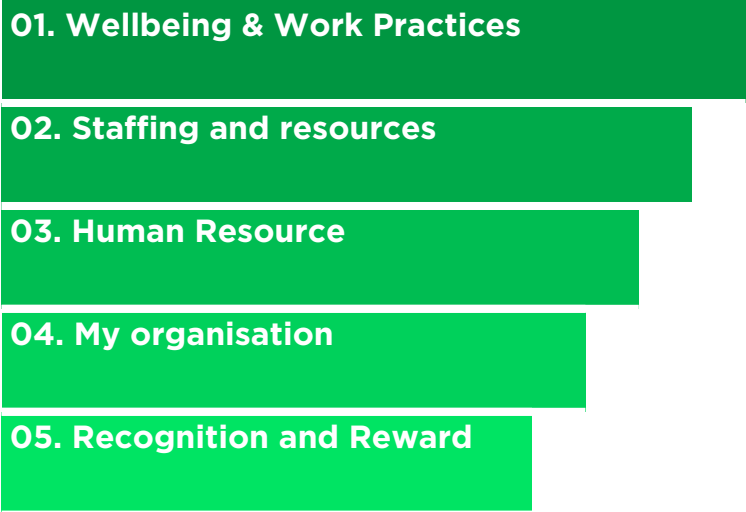 01. Wellbeing & Work Practices
02. Staffing and resources
03. Human Resource
04. My organisation
05. Recognition and Reward